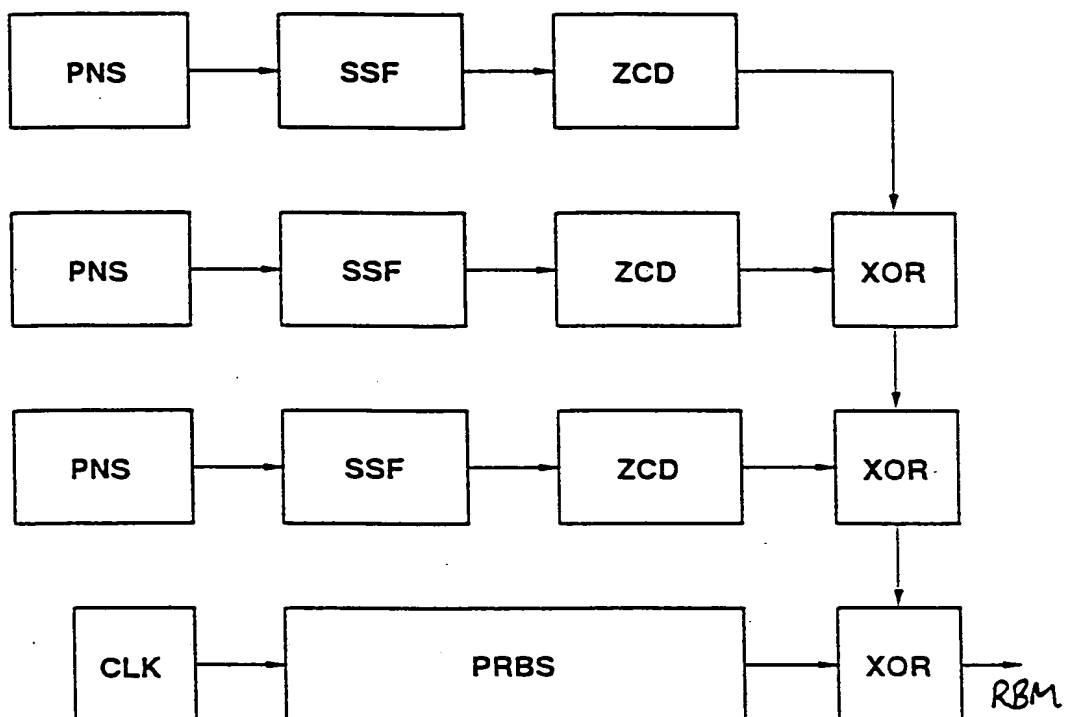 PNS SSF ZCD
PNS SSF ZCD XOR
PNS SSF ZCD XOR
CLK PRBS XOR
RBM